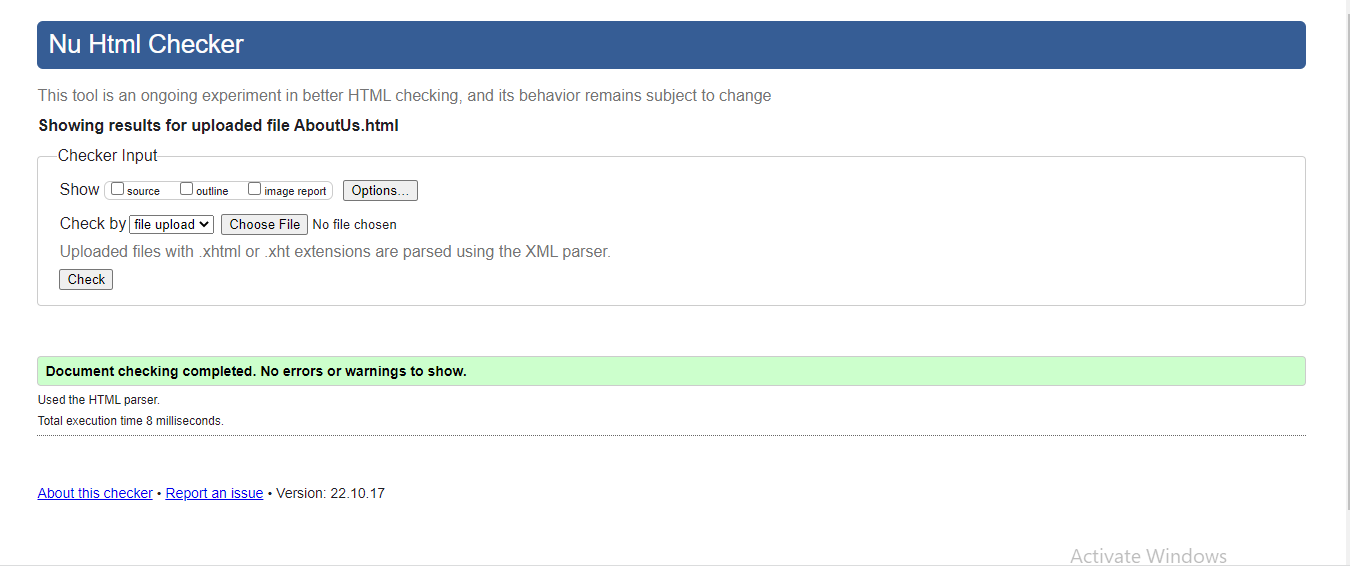 Nu Html Checker
This tool is an ongoing experiment in better HTML checking, and its behavior remains subject to change
Showing results for uploaded file AboutUs.html
Checker Input
Show source outline image report Options...
Check by file upload Choose File No file chosen
Uploaded files with .xhtml or .xht extensions are parsed using the XML parser.
Check
Document checking completed. No errors or warnings to show.
Used the HTML parser.
Total execution time 8 milliseconds.
About this checker • Report an issue • Version: 22.10.17
Activate Windows